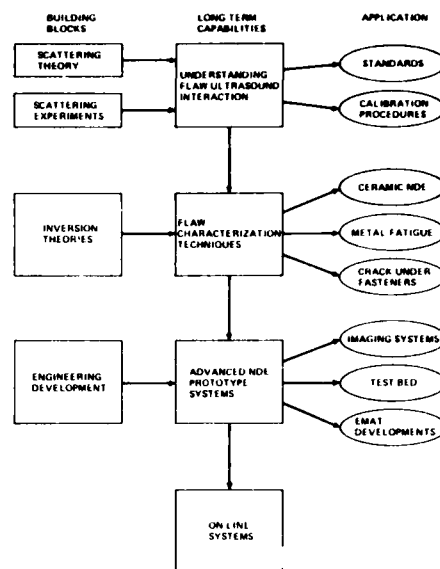 BUILDING
BLOCKS
LONG TERM
CAPABILITIES
APPLICATION
SCATTERING
THEORY
SCATTERING
EXPERIMENTS
UNDERSTANDING
FLAW ULTRASOUND
INTERACTION
STANDARDS
CALIBRATION
PROCEDURES
INVERSION
THEORIES
FLAW
CHARACTERIZATION
TECHNIQUES
CERAMIC NDE
METAL FATIGUE
CRACK UNDER
FASTENERS
ENGINEERING
DEVELOPMENT
ADVANCED NDE
PROTOTYPE
SYSTEMS
IMAGING SYSTEMS
TEST BED
EMAT
DEVELOPMENTS
ON LINE
SYSTEMS